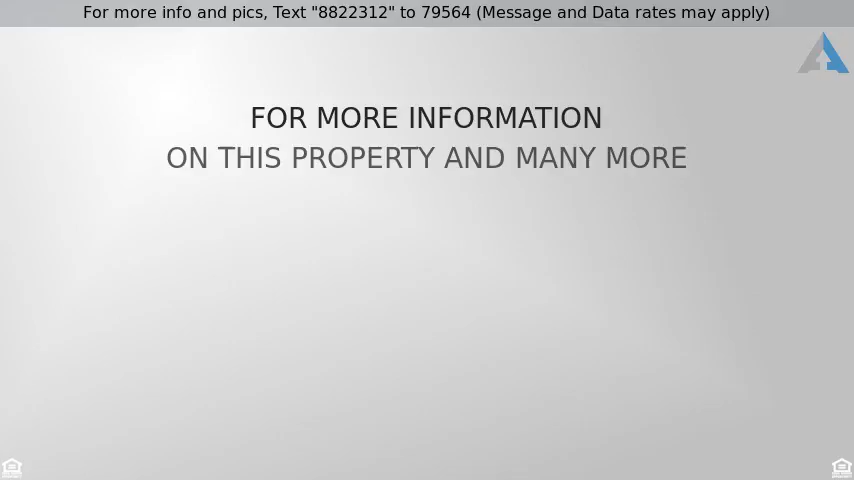 For more info and pics, Text "8822312" to 79564 (Message and Data rates may apply)
FOR MORE INFORMATION
ON THIS PROPERTY AND MANY MORE